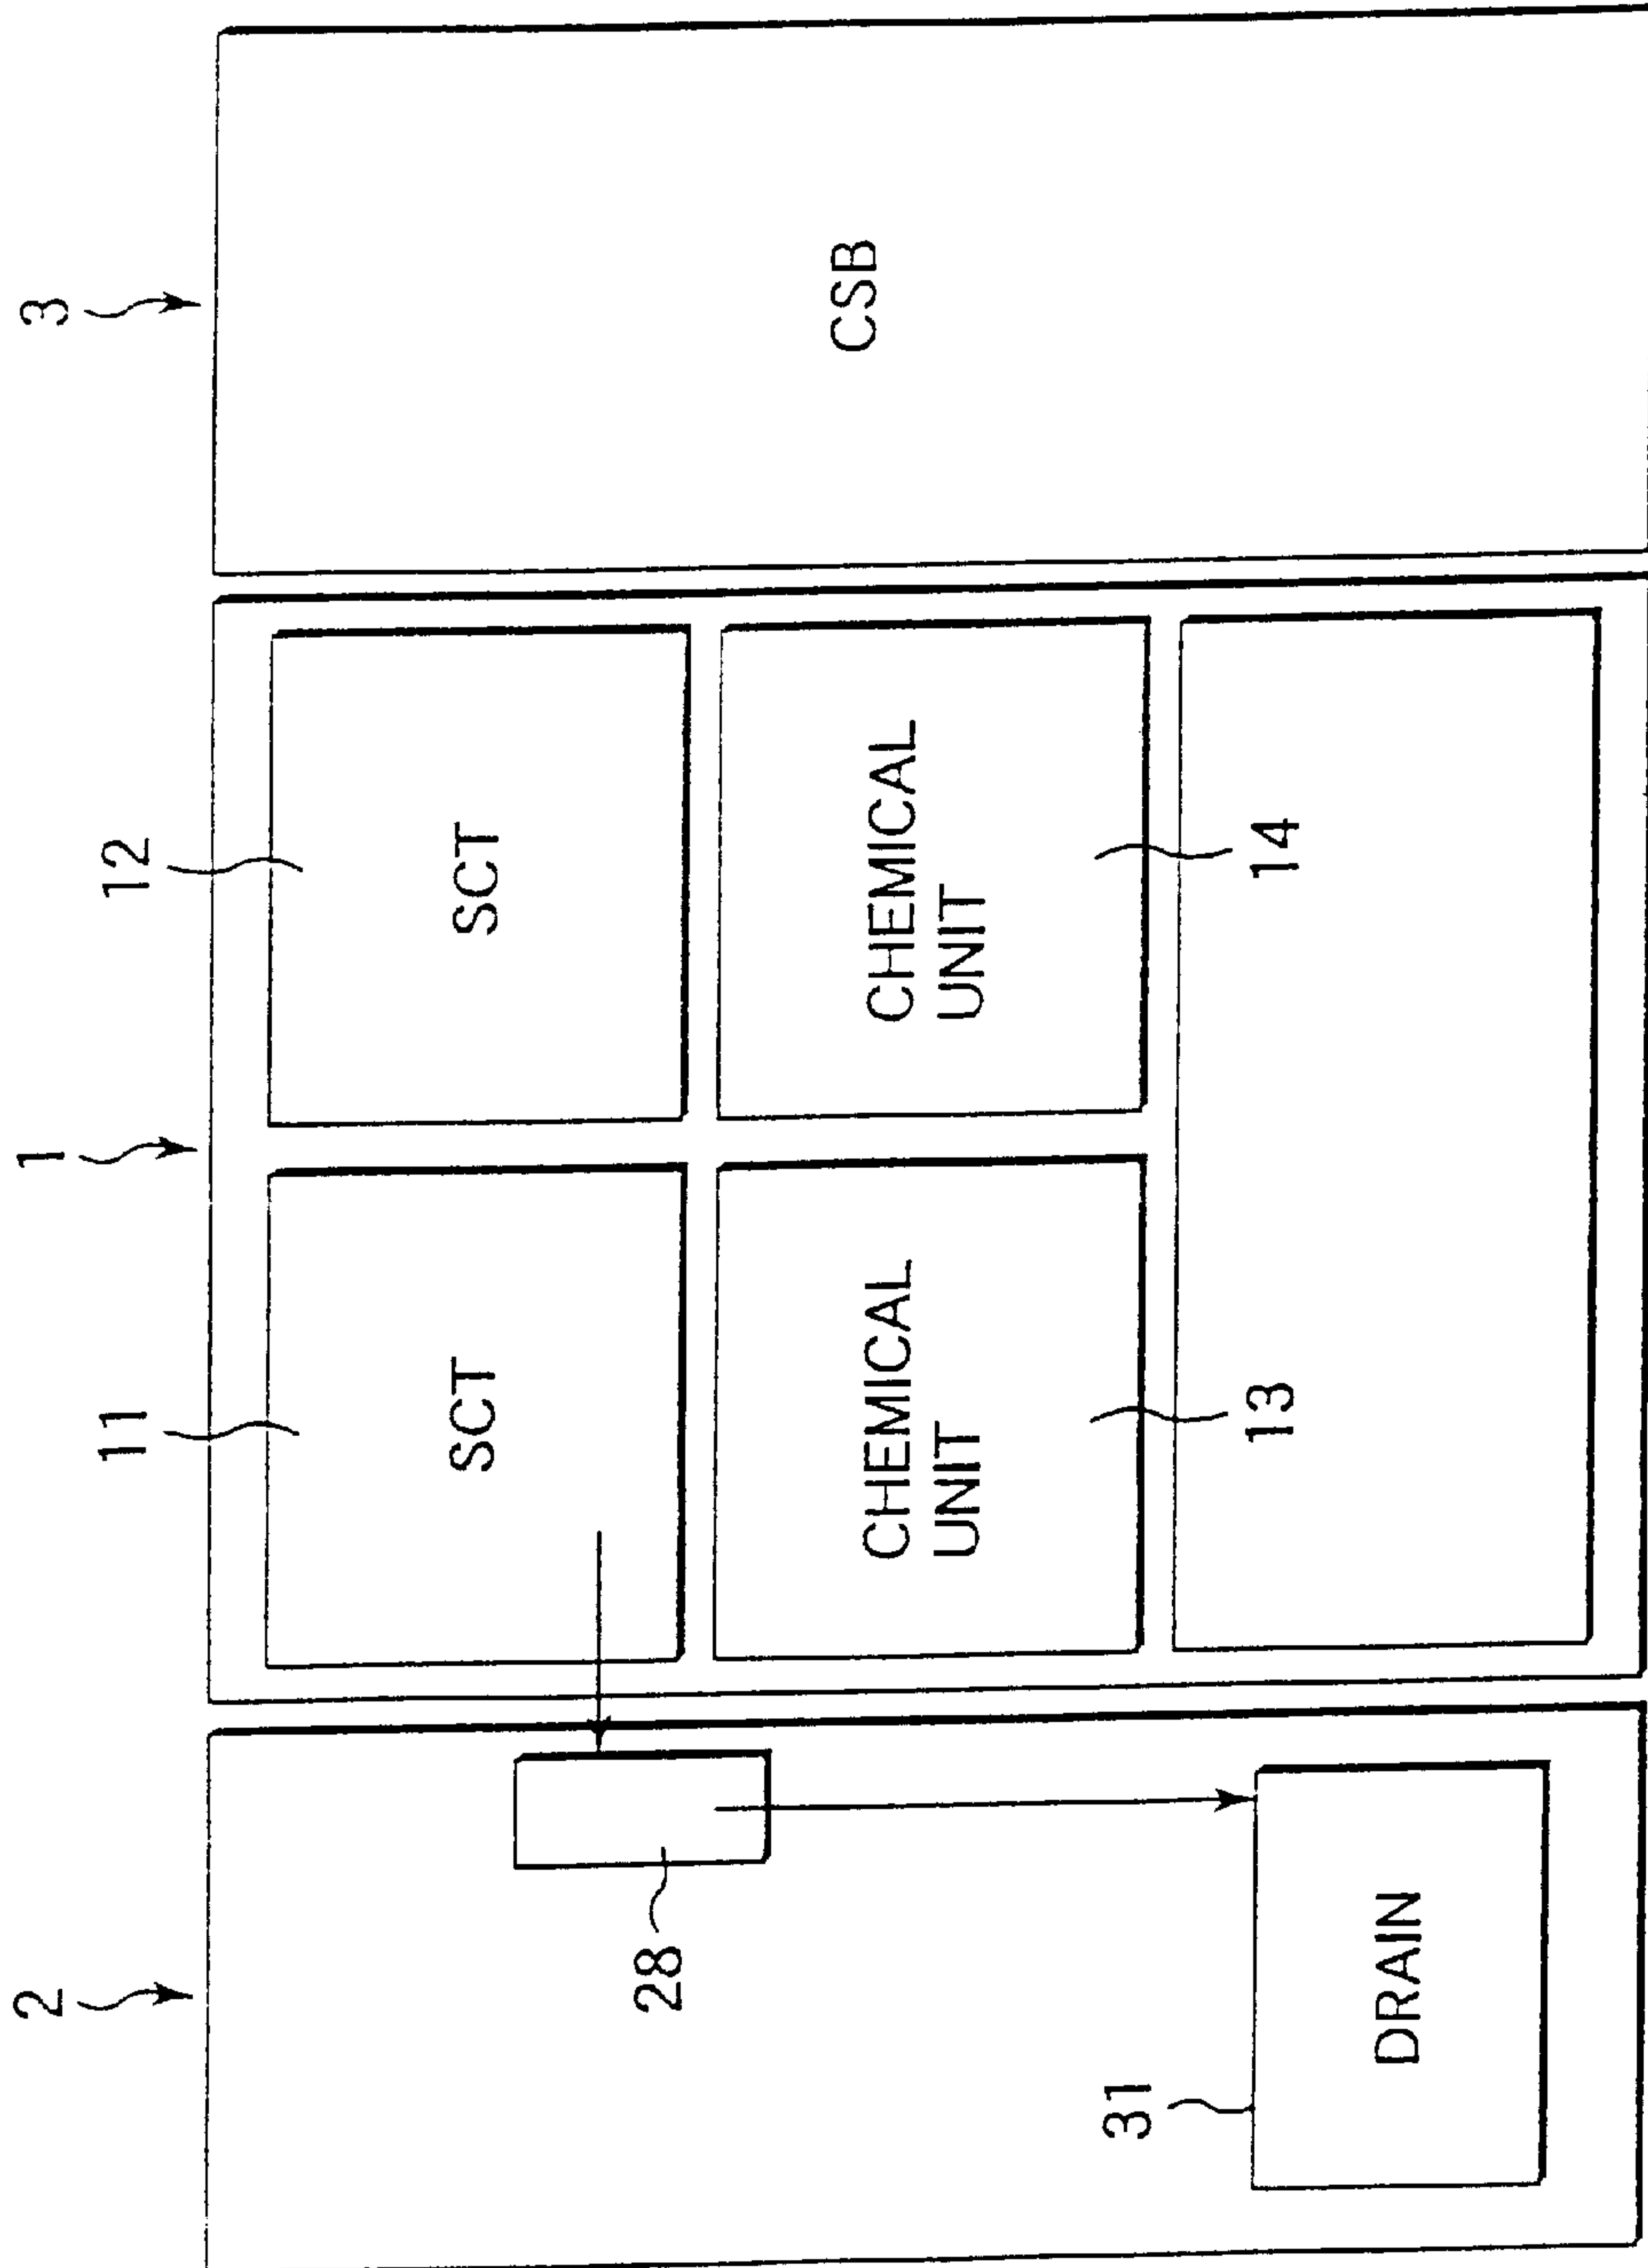 2
1
3
11
12
SCT
SCT
28
CHEMICAL
UNIT
CHEMICAL
UNIT
31
13
14
DRAIN
CSB